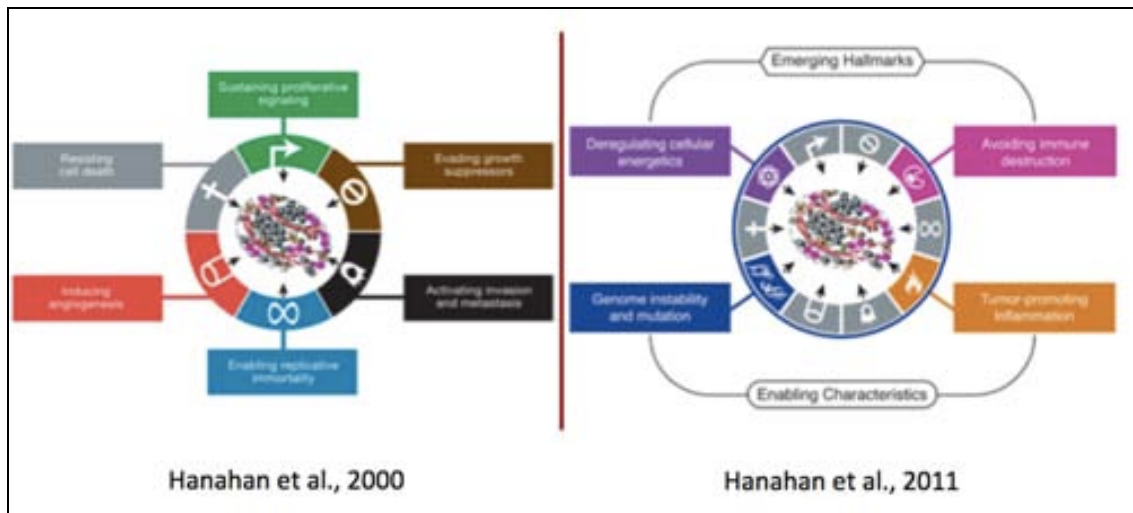 Sustaining proliferative
signaling
Resisting
cell death
Evading growth
suppressors
Inducing
angiogenesis
Activating invasion
and metastasis
Enabling replicative
immortality
Hanahan et al., 2000
Emerging Hallmarks
Deregulating cellular
energetics
Avoiding immune
destruction
Genome instability
and mutation
Tumor-promoting
Inflammation
Enabling Characteristics
Hanahan et al., 2011